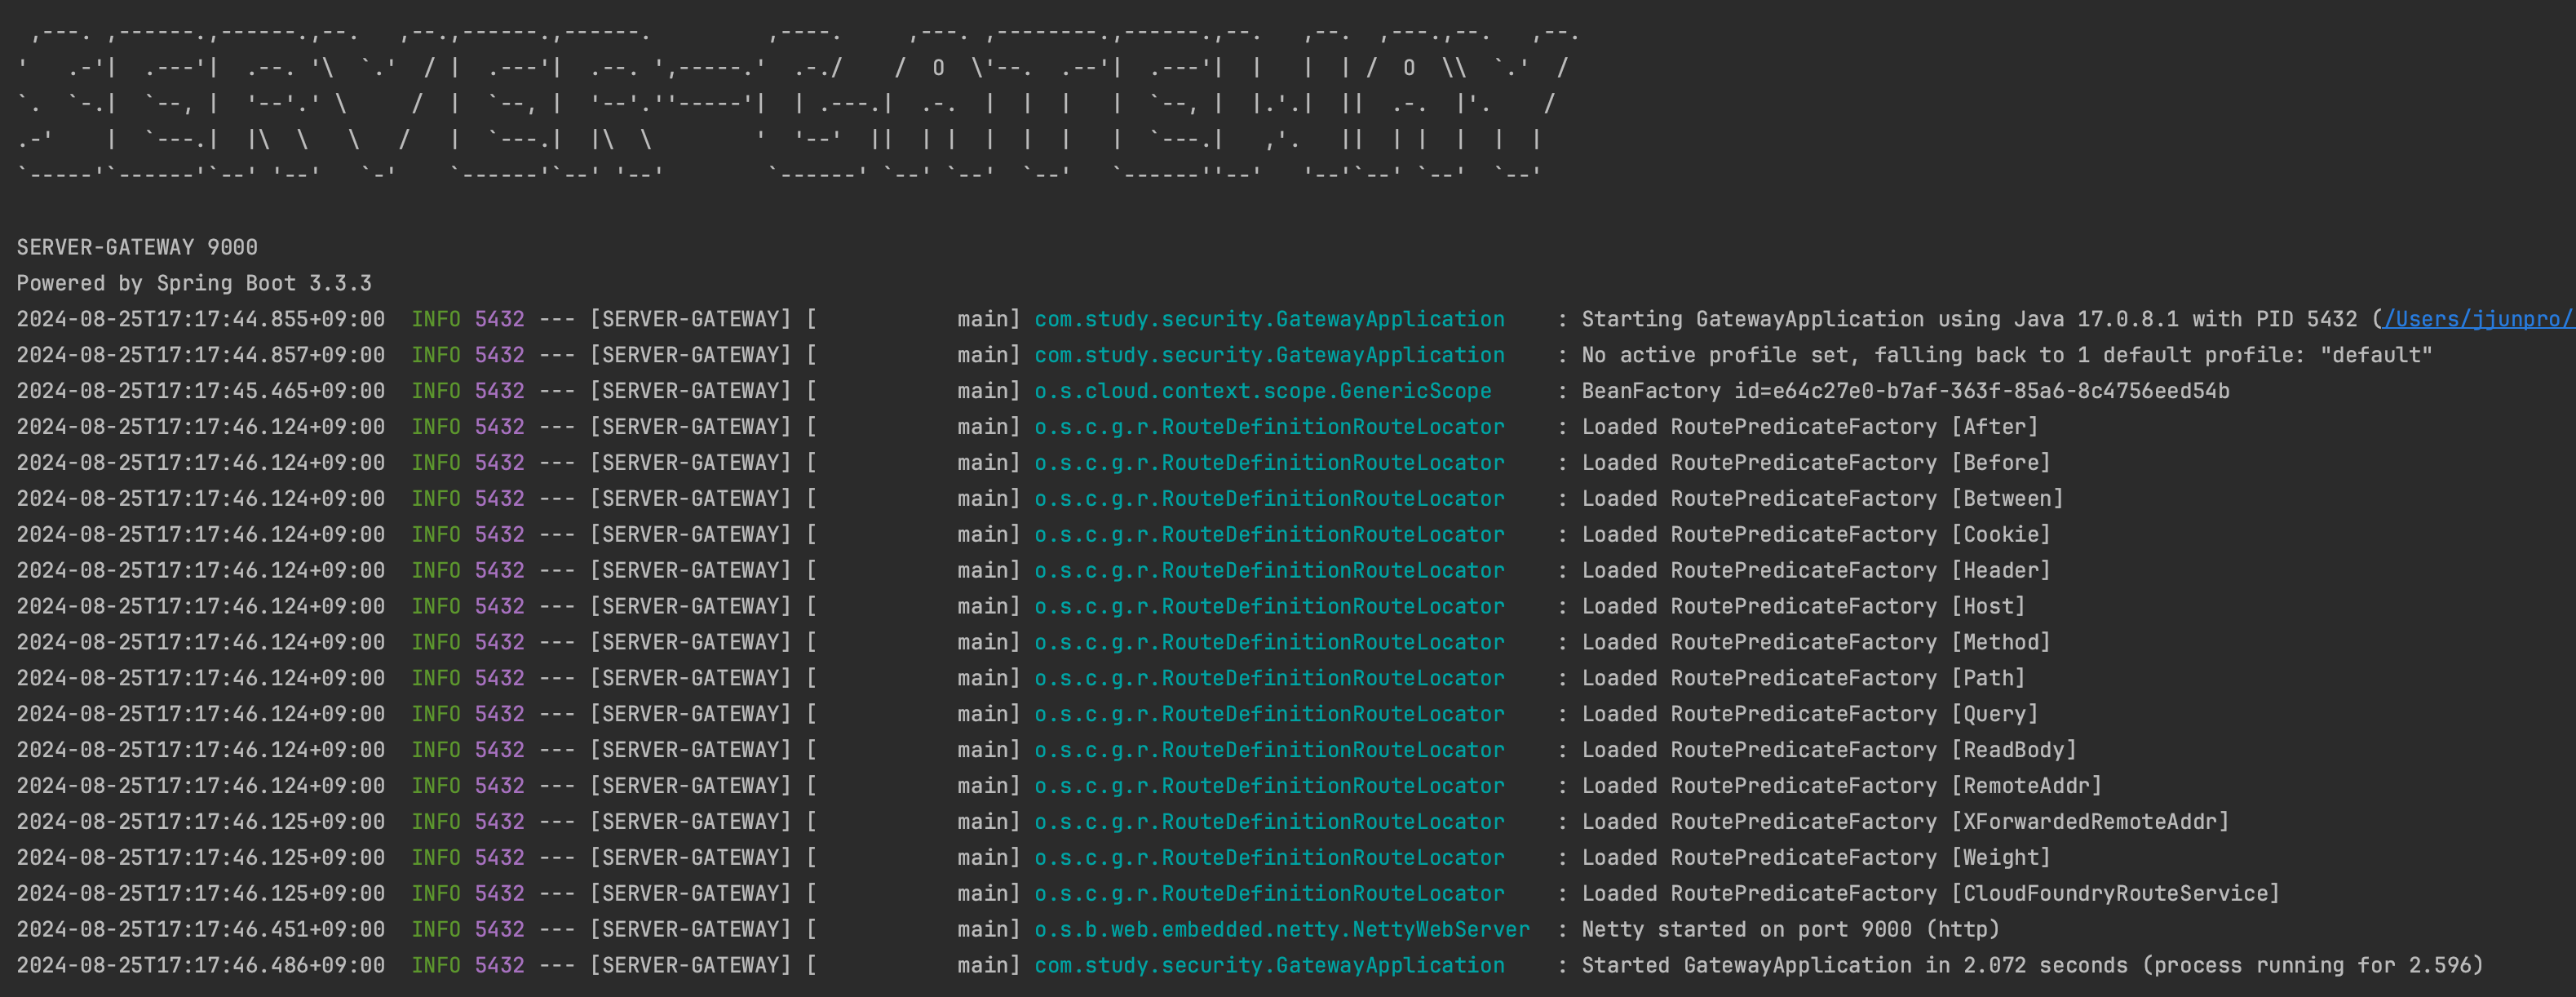 SERVER-GATEWAY
SERVER-GATEWAY 9000
Powered by Spring Boot 3.3.3
2024-08-25T17:17:44.855+09:00  INFO 5432 --- [SERVER-GATEWAY] [           main] com.study.security.GatewayApplication    : Starting GatewayApplication using Java 17.0.8.1 with PID 5432 (/Users/jjunpro/
2024-08-25T17:17:44.857+09:00  INFO 5432 --- [SERVER-GATEWAY] [           main] com.study.security.GatewayApplication    : No active profile set, falling back to 1 default profile: "default"
2024-08-25T17:17:45.465+09:00  INFO 5432 --- [SERVER-GATEWAY] [           main] o.s.cloud.context.scope.GenericScope     : BeanFactory id=e64c27e0-b7af-363f-85a6-8c4756eed54b
2024-08-25T17:17:46.124+09:00  INFO 5432 --- [SERVER-GATEWAY] [           main] o.s.c.g.r.RouteDefinitionRouteLocator    : Loaded RoutePredicateFactory [After]
2024-08-25T17:17:46.124+09:00  INFO 5432 --- [SERVER-GATEWAY] [           main] o.s.c.g.r.RouteDefinitionRouteLocator    : Loaded RoutePredicateFactory [Before]
2024-08-25T17:17:46.124+09:00  INFO 5432 --- [SERVER-GATEWAY] [           main] o.s.c.g.r.RouteDefinitionRouteLocator    : Loaded RoutePredicateFactory [Between]
2024-08-25T17:17:46.124+09:00  INFO 5432 --- [SERVER-GATEWAY] [           main] o.s.c.g.r.RouteDefinitionRouteLocator    : Loaded RoutePredicateFactory [Cookie]
2024-08-25T17:17:46.124+09:00  INFO 5432 --- [SERVER-GATEWAY] [           main] o.s.c.g.r.RouteDefinitionRouteLocator    : Loaded RoutePredicateFactory [Header]
2024-08-25T17:17:46.124+09:00  INFO 5432 --- [SERVER-GATEWAY] [           main] o.s.c.g.r.RouteDefinitionRouteLocator    : Loaded RoutePredicateFactory [Host]
2024-08-25T17:17:46.124+09:00  INFO 5432 --- [SERVER-GATEWAY] [           main] o.s.c.g.r.RouteDefinitionRouteLocator    : Loaded RoutePredicateFactory [Method]
2024-08-25T17:17:46.124+09:00  INFO 5432 --- [SERVER-GATEWAY] [           main] o.s.c.g.r.RouteDefinitionRouteLocator    : Loaded RoutePredicateFactory [Path]
2024-08-25T17:17:46.124+09:00  INFO 5432 --- [SERVER-GATEWAY] [           main] o.s.c.g.r.RouteDefinitionRouteLocator    : Loaded RoutePredicateFactory [Query]
2024-08-25T17:17:46.124+09:00  INFO 5432 --- [SERVER-GATEWAY] [           main] o.s.c.g.r.RouteDefinitionRouteLocator    : Loaded RoutePredicateFactory [ReadBody]
2024-08-25T17:17:46.124+09:00  INFO 5432 --- [SERVER-GATEWAY] [           main] o.s.c.g.r.RouteDefinitionRouteLocator    : Loaded RoutePredicateFactory [RemoteAddr]
2024-08-25T17:17:46.125+09:00  INFO 5432 --- [SERVER-GATEWAY] [           main] o.s.c.g.r.RouteDefinitionRouteLocator    : Loaded RoutePredicateFactory [XForwardedRemoteAddr]
2024-08-25T17:17:46.125+09:00  INFO 5432 --- [SERVER-GATEWAY] [           main] o.s.c.g.r.RouteDefinitionRouteLocator    : Loaded RoutePredicateFactory [Weight]
2024-08-25T17:17:46.125+09:00  INFO 5432 --- [SERVER-GATEWAY] [           main] o.s.c.g.r.RouteDefinitionRouteLocator    : Loaded RoutePredicateFactory [CloudFoundryRouteService]
2024-08-25T17:17:46.451+09:00  INFO 5432 --- [SERVER-GATEWAY] [           main] o.s.b.web.embedded.netty.NettyWebServer  : Netty started on port 9000 (http)
2024-08-25T17:17:46.486+09:00  INFO 5432 --- [SERVER-GATEWAY] [           main] com.study.security.GatewayApplication    : Started GatewayApplication in 2.072 seconds (process running for 2.596)